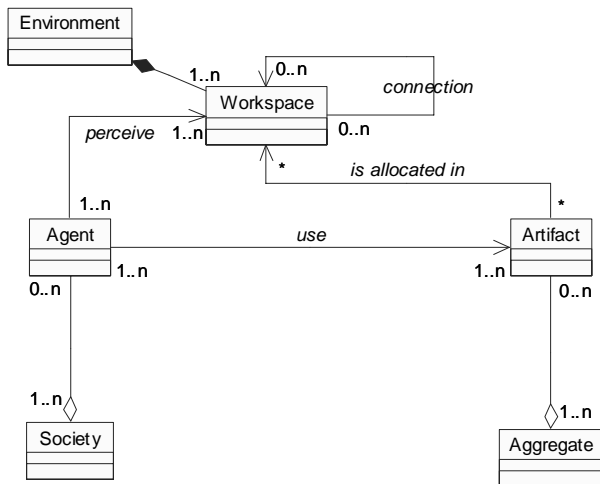 Environment
1..n
0..n
Workspace
connection
perceive
1..n
0..n
*
is allocated in
1..n
*
Agent
use
Artifact
0..n
1..n
1..n
0..n
1..n
1..n
Society
Aggregate